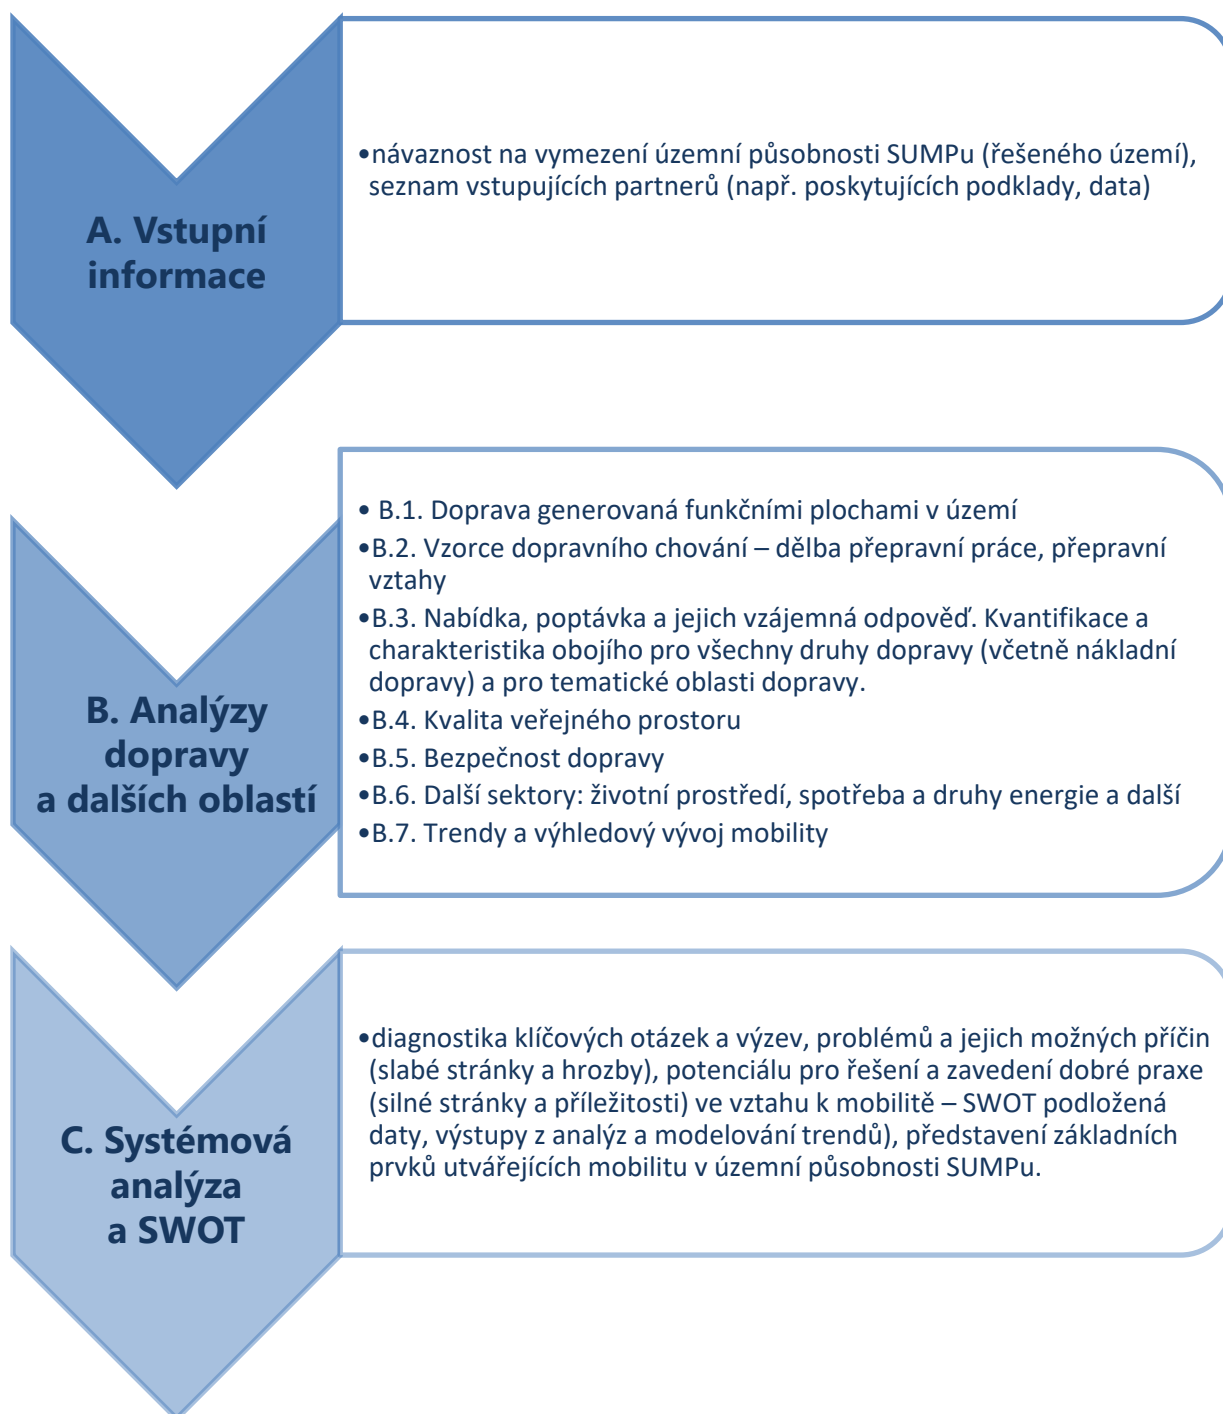 A. Vstupní
informace
•návaznost na vymezení územní působnosti SUMPu (řešeného území),
seznam vstupujících partnerů (např. poskytujících podklady, data)
B. Analýzy
dopravy
a dalších oblastí
• B.1. Doprava generovaná funkčními plochami v území
•B.2. Vzorce dopravního chování – dělba přepravní práce, přepravní
vztahy
•B.3. Nabídka, poptávka a jejich vzájemná odpověď. Kvantifikace a
charakteristika obojího pro všechny druhy dopravy (včetně nákladní
dopravy) a pro tematické oblasti dopravy.
•B.4. Kvalita veřejného prostoru
•B.5. Bezpečnost dopravy
•B.6. Další sektory: životní prostředí, spotřeba a druhy energie a další
•B.7. Trendy a výhledový vývoj mobility
C. Systémová
analýza
a SWOT
•diagnostika klíčových otázek a výzev, problémů a jejich možných příčin
(slabé stránky a hrozby), potenciálu pro řešení a zavedení dobré praxe
(silné stránky a příležitosti) ve vztahu k mobilitě – SWOT podložená
daty, výstupy z analýz a modelování trendů), představení základních
prvků utvářejících mobilitu v územní působnosti SUMPu.